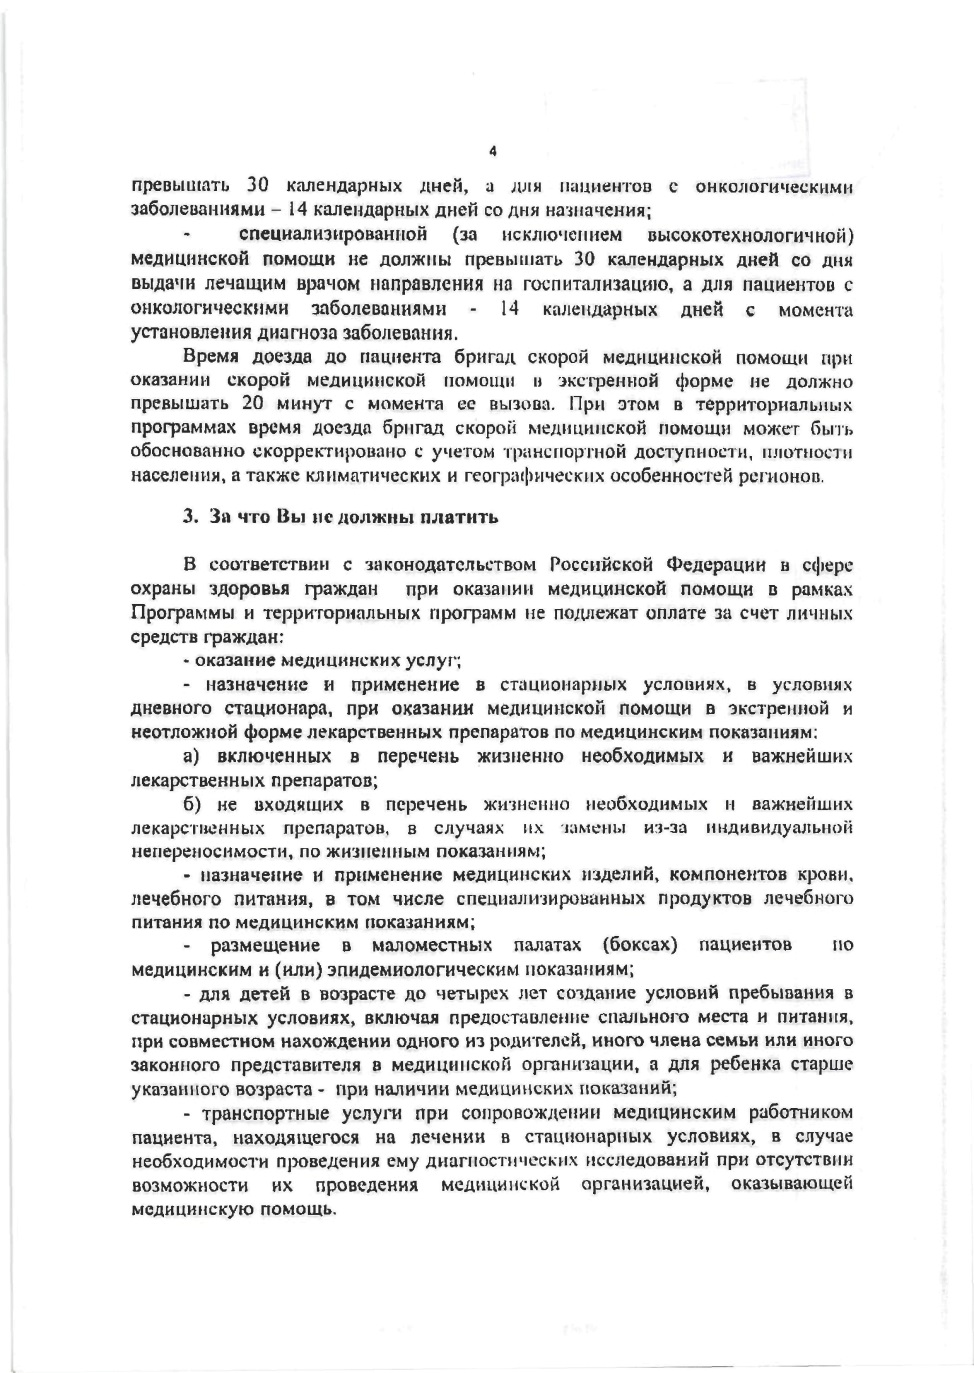 4
превышать 30 календарных дней, а для пациентов с онкологическими
заболеваниями – 14 календарных дней со дня назначения;
- специализированной (за исключением высокотехнологичной)
медицинской помощи не должны превышать 30 календарных дней со дня
выдачи лечащим врачом направления на госпитализацию, а для пациентов с
онкологическими заболеваниями - 14 календарных дней с момента
установления диагноза заболевания.
Время доезда до пациента бригад скорой медицинской помощи при
оказании скорой медицинской помощи в экстренной форме не должно
превышать 20 минут с момента ее вызова. При этом в территориальных
программах время доезда бригад скорой медицинской помощи может быть
обоснованно скорректировано с учетом транспортной доступности, плотности
населения, а также климатических и географических особенностей регионов.
3. За что Вы не должны платить
В соответствии с законодательством Российской Федерации в сфере
охраны здоровья граждан при оказании медицинской помощи в рамках
Программы и территориальных программ не подлежат оплате за счет личных
средств граждан:
- оказание медицинских услуг;
- назначение и применение в стационарных условиях, в условиях
дневного стационара, при оказании медицинской помощи в экстренной и
неотложной форме лекарственных препаратов по медицинским показаниям:
а) включенных в перечень жизненно необходимых и важнейших
лекарственных препаратов;
б) не входящих в перечень жизненно необходимых и важнейших
лекарственных препаратов, в случаях их замены из-за индивидуальной
непереносимости, по жизненным показаниям;
- назначение и применение медицинских изделий, компонентов крови,
лечебного питания, в том числе специализированных продуктов лечебного
питания по медицинским показаниям;
- размещение в маломестных палатах (боксах) пациентов по
медицинским и (или) эпидемиологическим показаниям;
- для детей в возрасте до четырех лет создание условий пребывания в
стационарных условиях, включая предоставление спального места и питания,
при совместном нахождении одного из родителей, иного члена семьи или иного
законного представителя в медицинской организации, а для ребенка старше
указанного возраста - при наличии медицинских показаний;
- транспортные услуги при сопровождении медицинским работником
пациента, находящегося на лечении в стационарных условиях, в случае
необходимости проведения ему диагностических исследований при отсутствии
возможности их проведения медицинской организацией, оказывающей
медицинскую помощь.